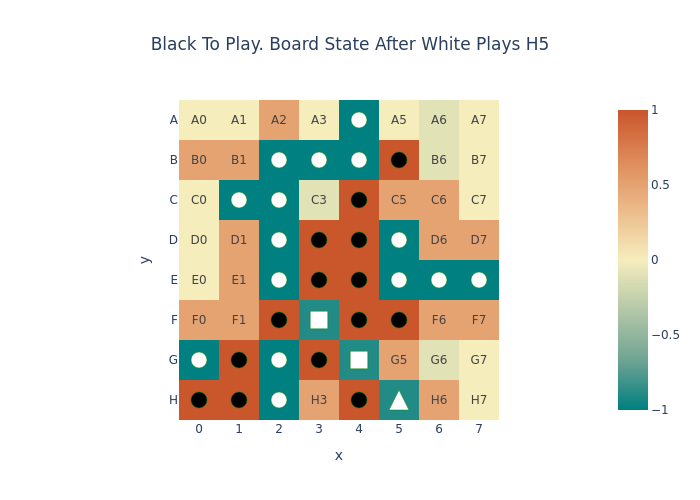 Black To Play. Board State After White Plays H5
A A0 A1 A2 A3 A5 A6 A7
B B0 B1 B6 B7
C C0 C3 C5 C6 C7
D D0 D1 D6 D7
E E0 E1
F F0 F1 F6 F7
G G5 G6 G7
H H3 H6 H7
0 1 2 3 4 5 6 7
x
y
1
0.5
0
−0.5
−1